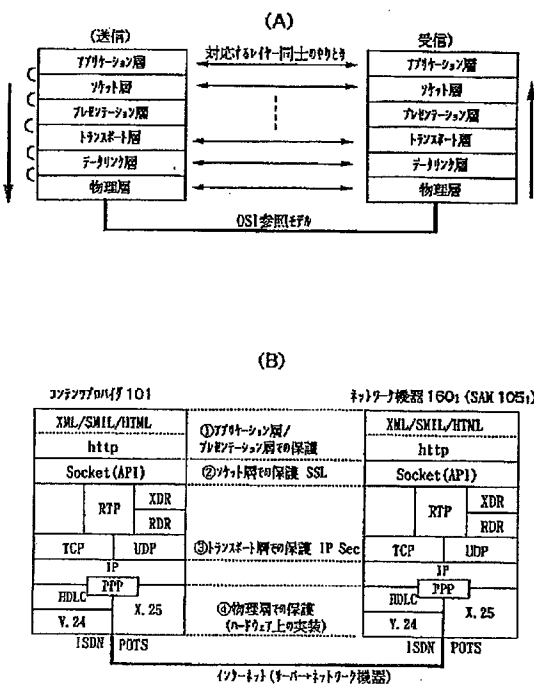 (A)
(送信)
受信)
対応するレイヤー同士のやりとり
アプリケーション層
ソケット層
プレゼンテーション層
トランスポート層
データリンク層
物理層
アプリケーション層
ソケット層
プレゼンテーション層
トランスポート層
データリンク層
物理層
OSI参照モデル
(B)
コンテンツプロバイダ 101
XML/SMIL/HTML
http
Socket(API)
RTP
XDR
RDR
TCP
UDP
IP
PPP
HDLC
V.24
X.25
ISDN
POTS
①アプリケーション層/
プレゼンテーション層での保護
②ソケット層での保護 SSL
③トランスポート層での保護 IP Sec
④物理層での保護
(ハードウェア上の実装)
ネットワーク機器 160₁ (SAM 105₁)
XML/SMIL/HTML
http
Socket(API)
RTP
XDR
RDR
TCP
UDP
IP
PPP
HDLC
V.24
X.25
ISDN
POTS
インターネット (サーバー→ネットワーク機器)